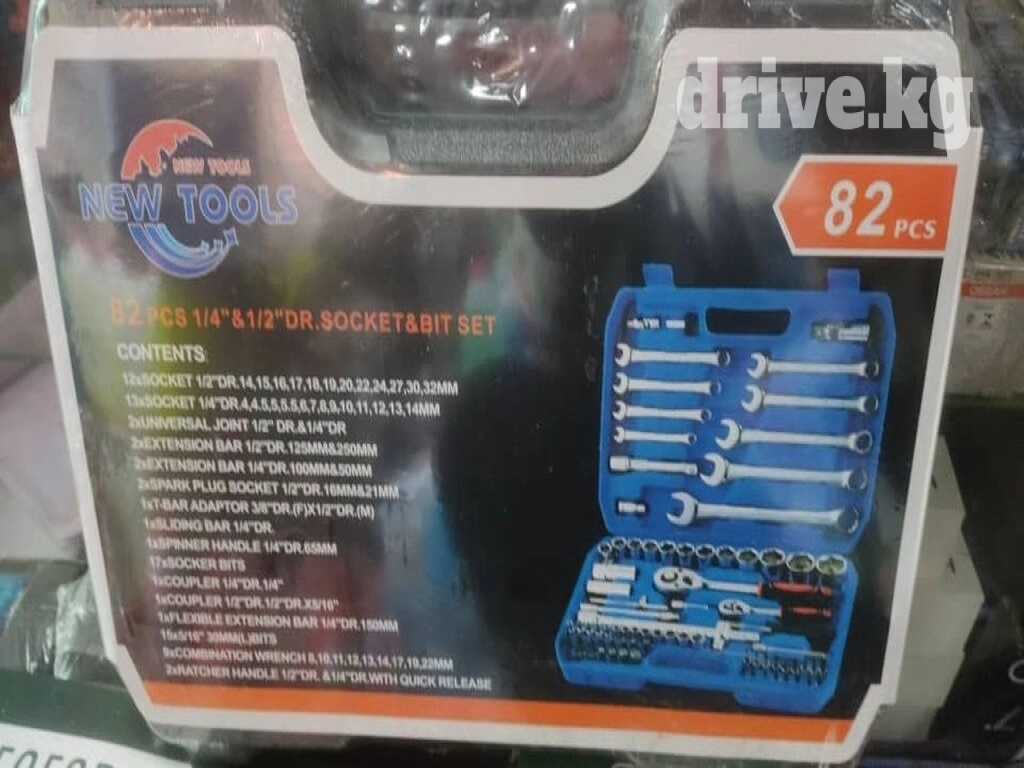 drive.kg
NEW TOOLS
NEW TOOLS
82 PCS
82 PCS 1/4"&1/2"DR.SOCKET&BIT SET
CONTENTS:
12xSOCKET 1/2"DR.14,15,16,17,18,19,20,22,24,27,30,32MM
13xSOCKET 1/4"DR.4,4.5,5,5.5,6,7,8,9,10,11,12,13,14MM
2xUNIVERSAL JOINT 1/2" DR.&1/4"DR
2xEXTENSION BAR 1/2"DR.125MM&250MM
2xEXTENSION BAR 1/4"DR.100MM&50MM
2xSPARK PLUG SOCKET 1/2"DR.16MM&21MM
1xT-BAR ADAPTOR 3/8"DR.(F)X1/2"DR.(M)
1xSLIDING BAR 1/4"DR.
1xSPINNER HANDLE 1/4"DR.65MM
17xSOCKER BITS
1xCOUPLER 1/4"DR.1/4"
1xCOUPLER 1/2"DR.1/2"DR.X5/16"
1xFLEXIBLE EXTENSION BAR 1/4"DR.150MM
15x5/16" 30MM(L)BITS
9xCOMBINATION WRENCH 8,10,11,12,13,14,17,19,22MM
2xRATCHER HANDLE 1/2"DR. &1/4"DR.WITH QUICK RELEASE